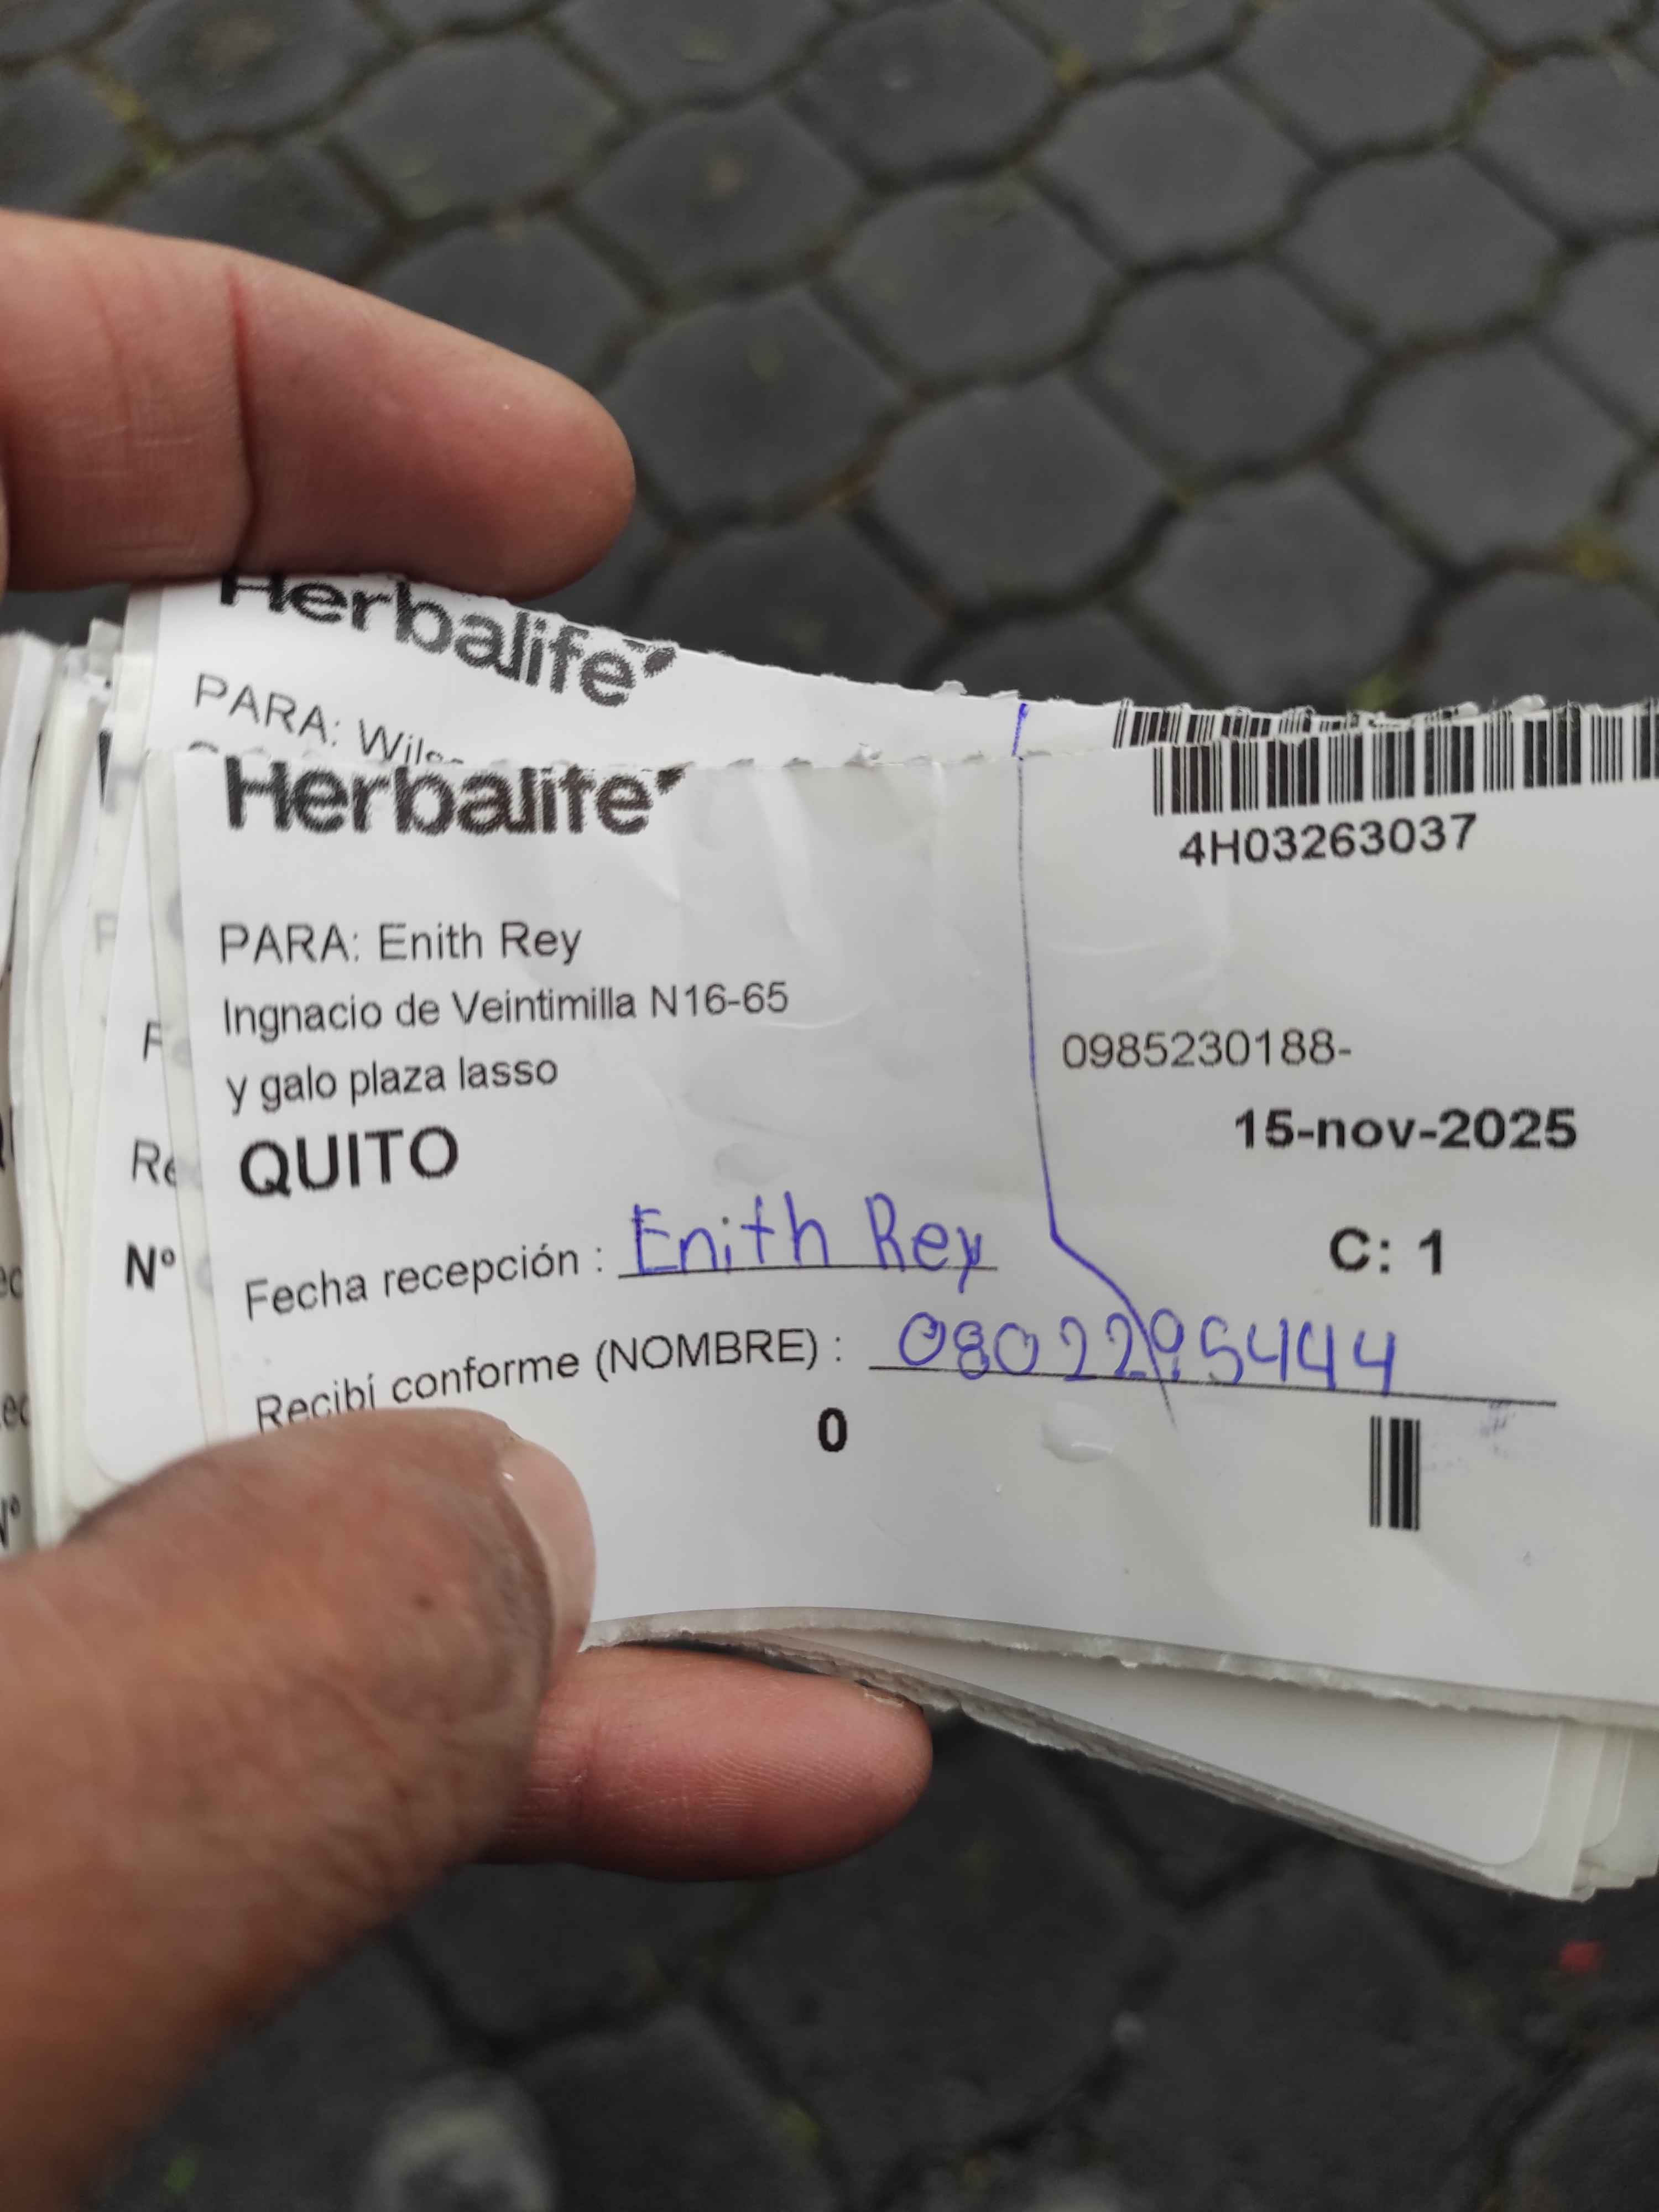 Herbalife
PARA:
Herbalife
4H03263037
PARA: Enith Rey
Ingnacio de Veintimilla N16-65
y galo plaza lasso
0985230188-
QUITO
15-nov-2025
Fecha recepción : Enith Rey
C: 1
Recibí conforme (NOMBRE) : 0802295444
0
Nº